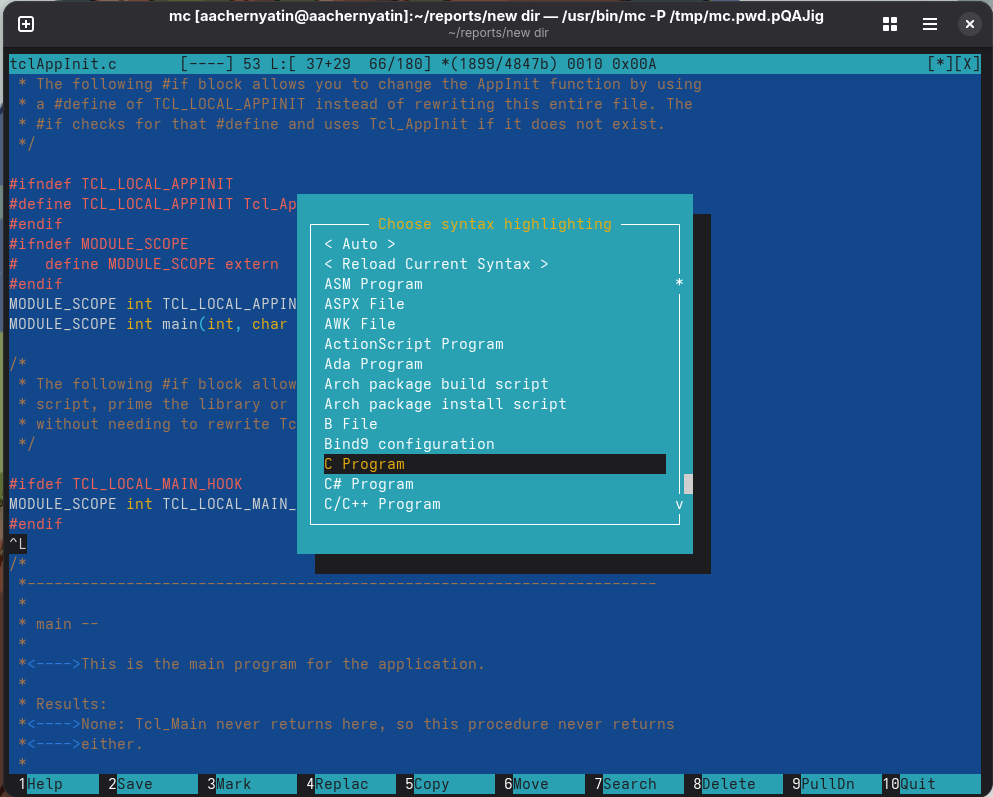 mc [aachernyatin@aachernyatin]:~/reports/new dir — /usr/bin/mc -P /tmp/mc.pwd.pQAJig
~/reports/new dir
tclAppInit.c       [----] 53 L:[ 37+29  66/180] *(1899/4847b) 0010 0x00A                              [*][X]
 * The following #if block allows you to change the AppInit function by using
 * a #define of TCL_LOCAL_APPINIT instead of rewriting this entire file. The
 * #if checks for that #define and uses Tcl_AppInit if it does not exist.
 */
#ifndef TCL_LOCAL_APPINIT
#define TCL_LOCAL_APPINIT Tcl_Ap
#endif
#ifndef MODULE_SCOPE
#   define MODULE_SCOPE extern
#endif
MODULE_SCOPE int TCL_LOCAL_APPIN
MODULE_SCOPE int main(int, char
/*
 * The following #if block allow
 * script, prime the library or
 * without needing to rewrite Tc
 */
#ifdef TCL_LOCAL_MAIN_HOOK
MODULE_SCOPE int TCL_LOCAL_MAIN_
#endif
^L
/*
 *----------------------------------------------------------------------
 *
 * main --
 *
 *<---->This is the main program for the application.
 *
 * Results:
 *<---->None: Tcl_Main never returns here, so this procedure never returns
 *<---->either.
 *
Choose syntax highlighting
< Auto >
< Reload Current Syntax >
ASM Program *
ASPX File
AWK File
ActionScript Program
Ada Program
Arch package build script
Arch package install script
B File
Bind9 configuration
C Program
C# Program
C/C++ Program v
1Help 2Save 3Mark 4Replac 5Copy 6Move 7Search 8Delete 9PullDn 10Quit